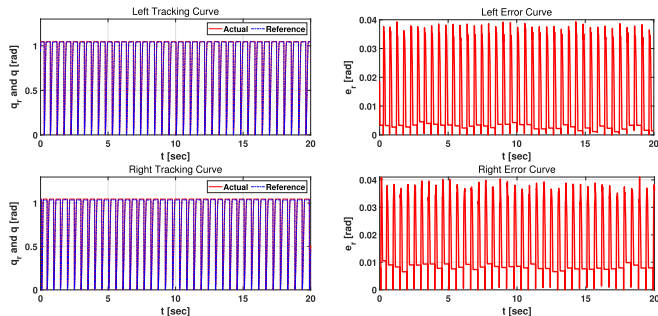 Left Tracking Curve
Actual Reference
1
0.5
0
q_r and q [rad]
0 5 10 15 20
t [sec]
Left Error Curve
0.04
0.03
0.02
0.01
0
e_r [rad]
0 5 10 15 20
t [sec]
Right Tracking Curve
Actual Reference
1
0.5
0
q_r and q [rad]
0 5 10 15 20
t [sec]
Right Error Curve
0.04
0.03
0.02
0.01
0
e_r [rad]
0 5 10 15 20
t [sec]